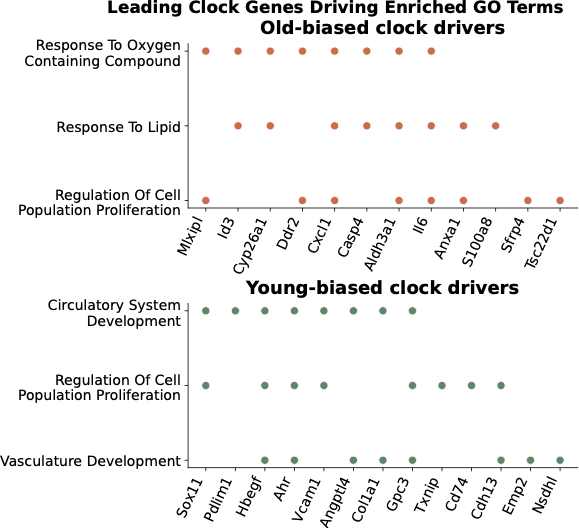 Leading Clock Genes Driving Enriched GO Terms
Old-biased clock drivers
Response To Oxygen
Containing Compound
Response To Lipid
Regulation Of Cell
Population Proliferation
Mlxipl
Id3
Cyp26a1
Ddr2
Cxcl1
Casp4
Aldh3a1
Il6
Anxa1
S100a8
Sfrp4
Tsc22d1
Young-biased clock drivers
Circulatory System
Development
Regulation Of Cell
Population Proliferation
Vasculature Development
Sox11
Pdlim1
Hbegf
Ahr
Vcam1
Angptl4
Col1a1
Gpc3
Txnip
Cd74
Cdh13
Emp2
Nsdhl